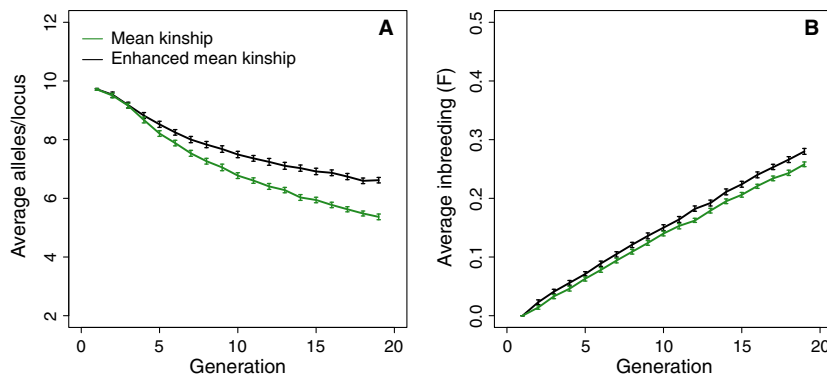 A
Mean kinship
Enhanced mean kinship
Average alleles/locus
12
10
8
6
4
2
0
5
10
15
20
Generation
B
Average inbreeding (F)
0.5
0.4
0.3
0.2
0.1
0.0
0
5
10
15
20
Generation